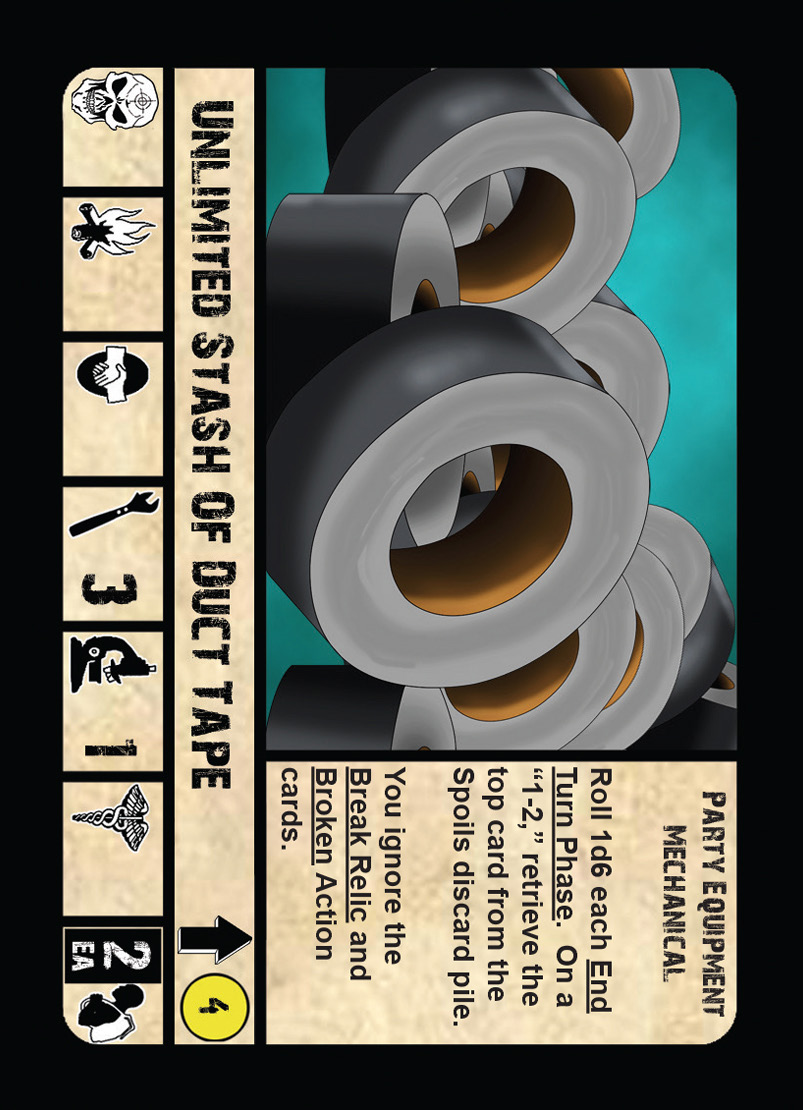 PARTY EQUIPMENT
MECHANICAL
Roll 1d6 each End
Turn Phase. On a
“1-2,” retrieve the
top card from the
Spoils discard pile.
You ignore the
Break Relic and
Broken Action
cards.
UNLIMITED STASH OF DUCT TAPE
4
3
1
2
EA